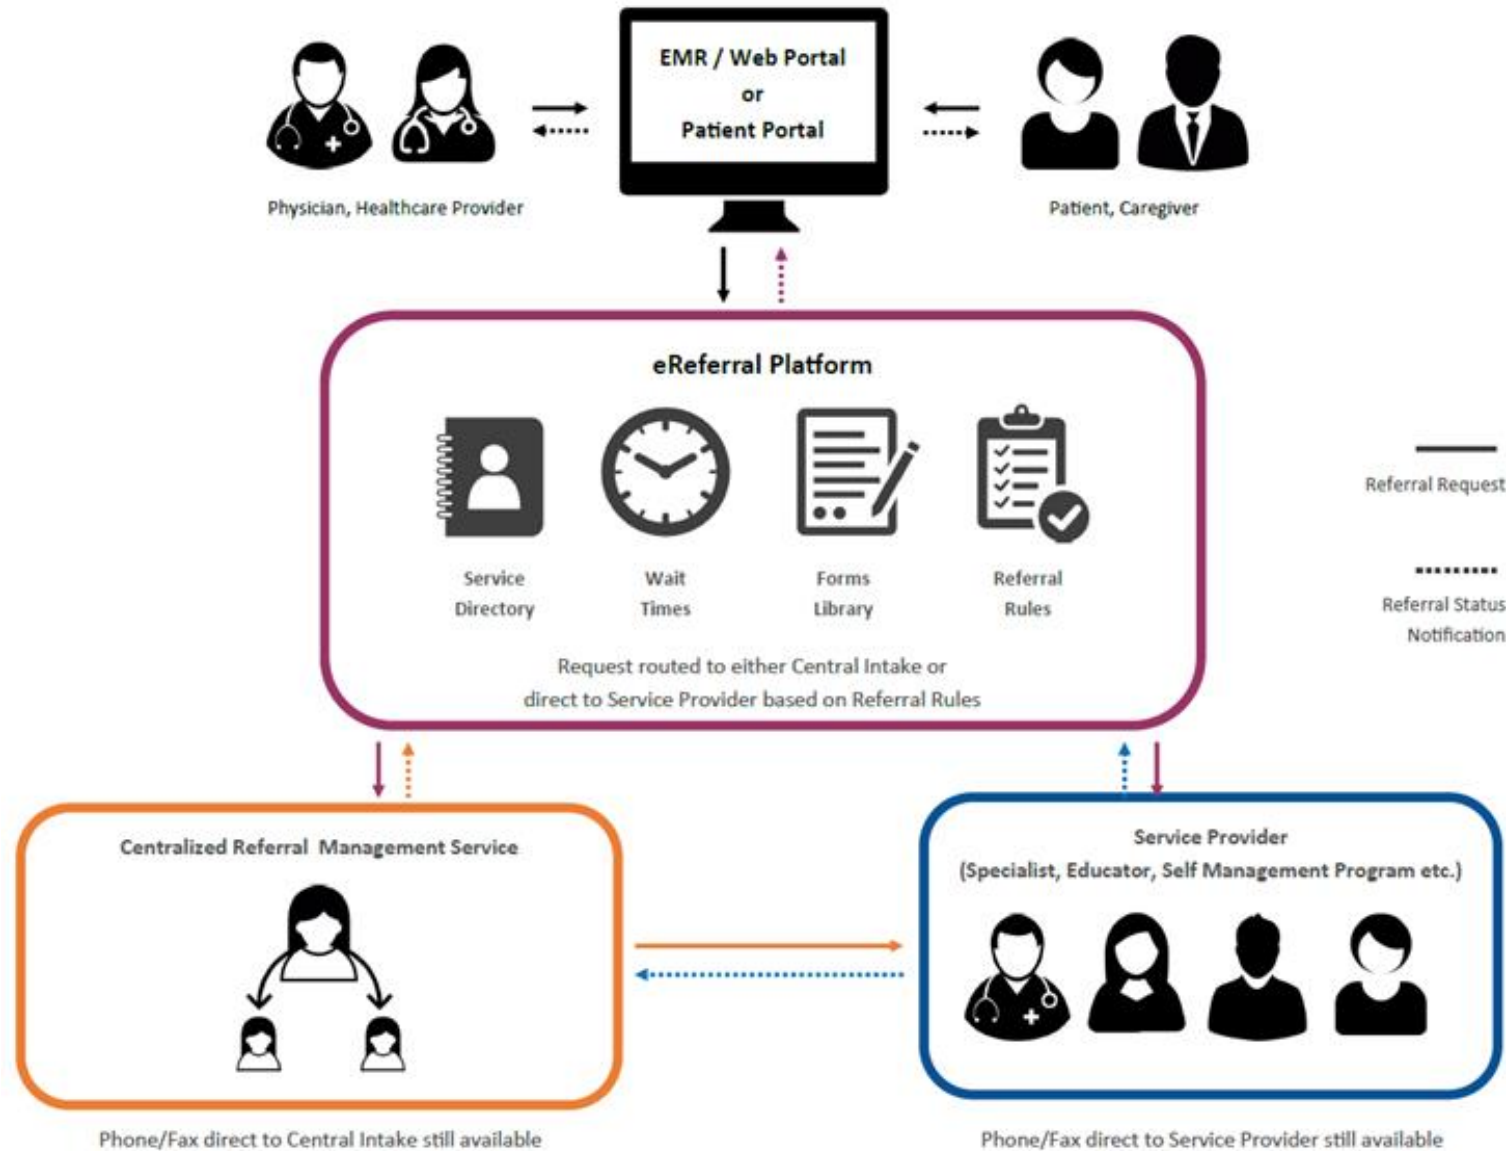 EMR / Web Portal
or
Patient Portal
Physician, Healthcare Provider
Patient, Caregiver
eReferral Platform
Service
Directory
Wait
Times
Forms
Library
Referral
Rules
Request routed to either Central Intake or
direct to Service Provider based on Referral Rules
Referral Request
Referral Status
Notification
Centralized Referral Management Service
Service Provider
(Specialist, Educator, Self Management Program etc.)
Phone/Fax direct to Central Intake still available
Phone/Fax direct to Service Provider still available